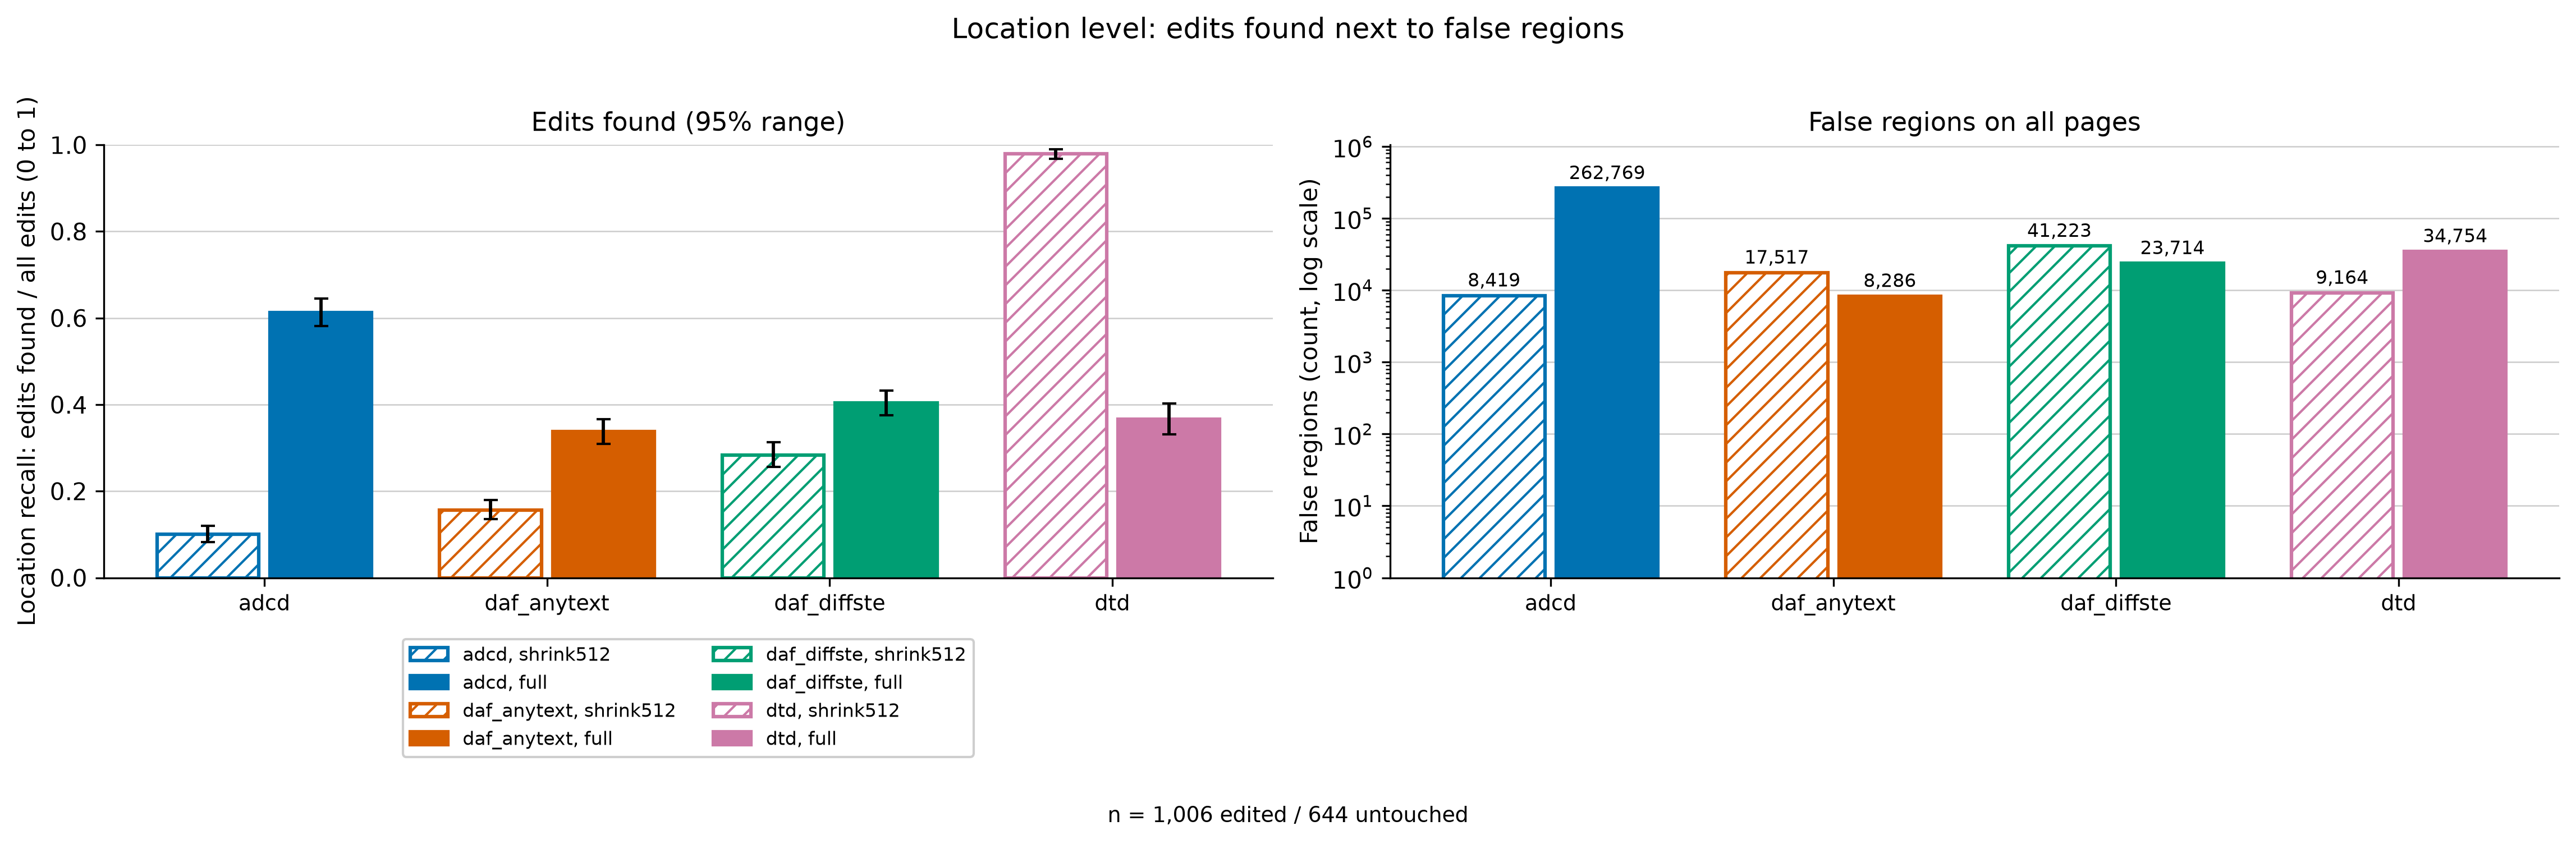 Location level: edits found next to false regions
Edits found (95% range)
Location recall: edits found / all edits (0 to 1)
1.0
0.8
0.6
0.4
0.2
0.0
adcd
daf_anytext
daf_diffste
dtd
adcd, shrink512
adcd, full
daf_anytext, shrink512
daf_anytext, full
daf_diffste, shrink512
daf_diffste, full
dtd, shrink512
dtd, full
False regions on all pages
False regions (count, log scale)
10⁶
10⁵
10⁴
10³
10²
10¹
10⁰
8,419
262,769
17,517
8,286
41,223
23,714
9,164
34,754
adcd
daf_anytext
daf_diffste
dtd
n = 1,006 edited / 644 untouched